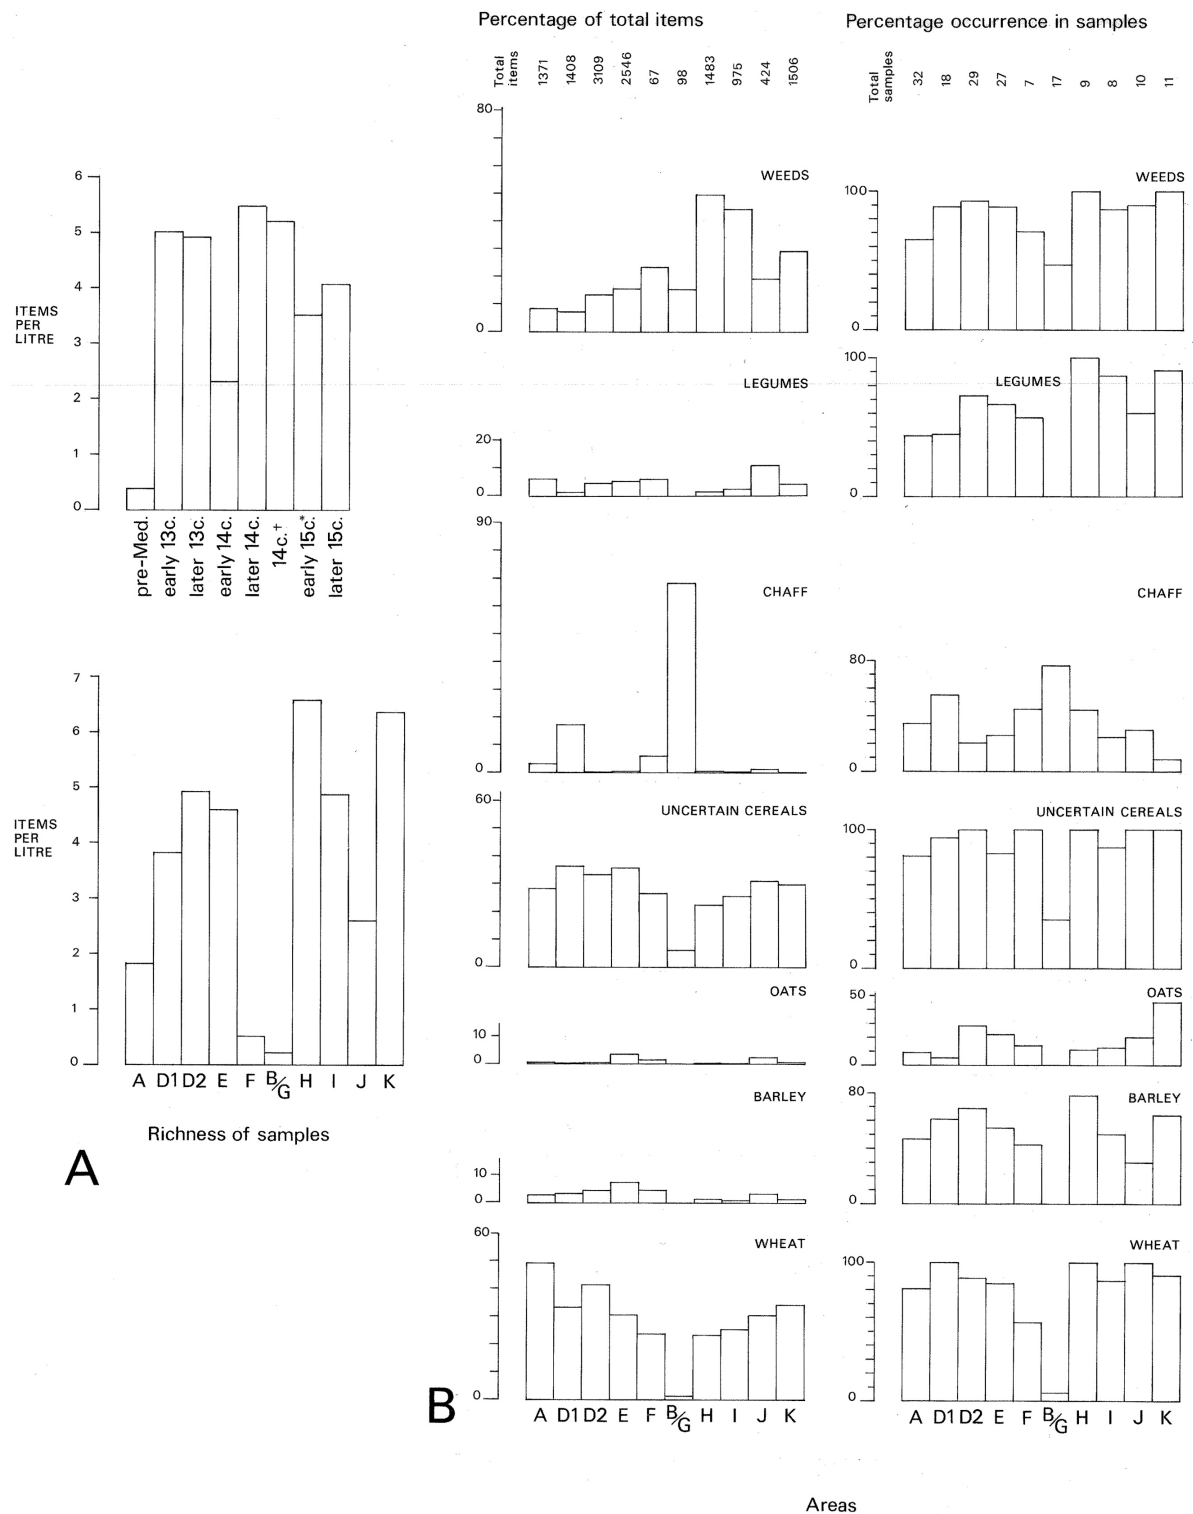 6
5
4
3
2
1
0
ITEMS
PER
LITRE
pre-Med.
early 13c.
later 13c.
early 14c.
later 14c.
14c.†
early 15c*.
later 15c.
7
6
5
4
3
2
1
0
ITEMS
PER
LITRE
A D1 D2 E F B/G H I J K
Richness of samples
A
Percentage of total items
Total
items
1371 1408 3109 2546 67 98 1483 975 424 1506
80
0
WEEDS
20
0
LEGUMES
90
0
CHAFF
60
0
UNCERTAIN CEREALS
10
0
OATS
10
0
BARLEY
60
0
WHEAT
A D1 D2 E F B/G H I J K
B
Percentage occurrence in samples
Total
samples
32 18 29 27 7 17 9 8 10 11
100
0
WEEDS
100
0
LEGUMES
80
0
CHAFF
100
0
UNCERTAIN CEREALS
50
0
OATS
80
0
BARLEY
100
0
WHEAT
A D1 D2 E F B/G H I J K
Areas